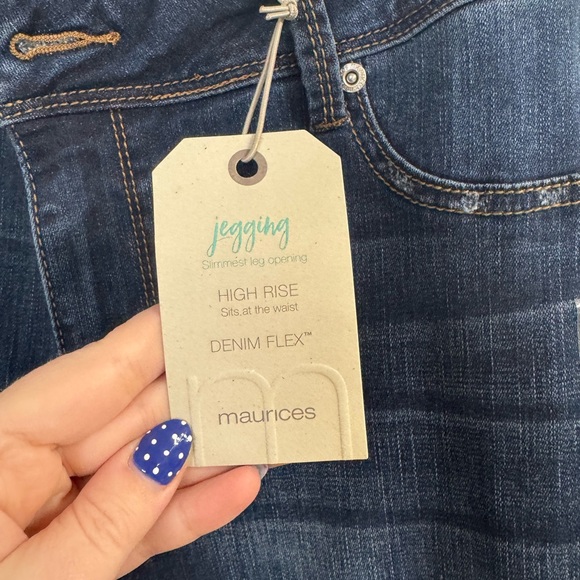 jegging
Slimmest leg opening
HIGH RISE
Sits at the waist
DENIM FLEX™
maurices